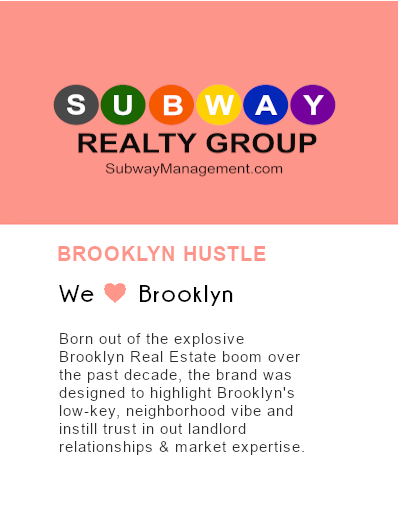 SUBWAY
REALTY GROUP
SubwayManagement.com
BROOKLYN HUSTLE
We Brooklyn
Born out of the explosive
Brooklyn Real Estate boom over
the past decade, the brand was
designed to highlight Brooklyn's
low-key, neighborhood vibe and
instill trust in out landlord
relationships & market expertise.